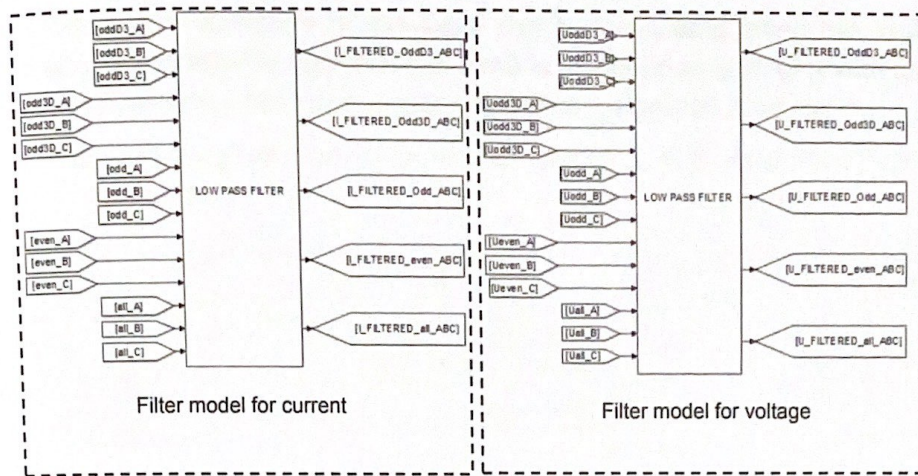 [oddD3_A]
[oddD3_B]
[oddD3_C]
[odd3D_A]
[odd3D_B]
[odd3D_C]
[odd_A]
[odd_B]
[odd_C]
[even_A]
[even_B]
[even_C]
[all_A]
[all_B]
[all_C]
LOW PASS FILTER
[I_FILTERED_OddD3_ABC]
[I_FILTERED_Odd3D_ABC]
[I_FILTERED_Odd_ABC]
[I_FILTERED_even_ABC]
[I_FILTERED_all_ABC]
Filter model for current
[UoddD3_A]
[UoddD3_B]
[UoddD3_C]
[Uodd3D_A]
[Uodd3D_B]
[Uodd3D_C]
[Uodd_A]
[Uodd_B]
[Uodd_C]
[Ueven_A]
[Ueven_B]
[Ueven_C]
[Uall_A]
[Uall_B]
[Uall_C]
LOW PASS FILTER
[U_FILTERED_OddD3_ABC]
[U_FILTERED_Odd3D_ABC]
[U_FILTERED_Odd_ABC]
[U_FILTERED_even_ABC]
[U_FILTERED_all_ABC]
Filter model for voltage